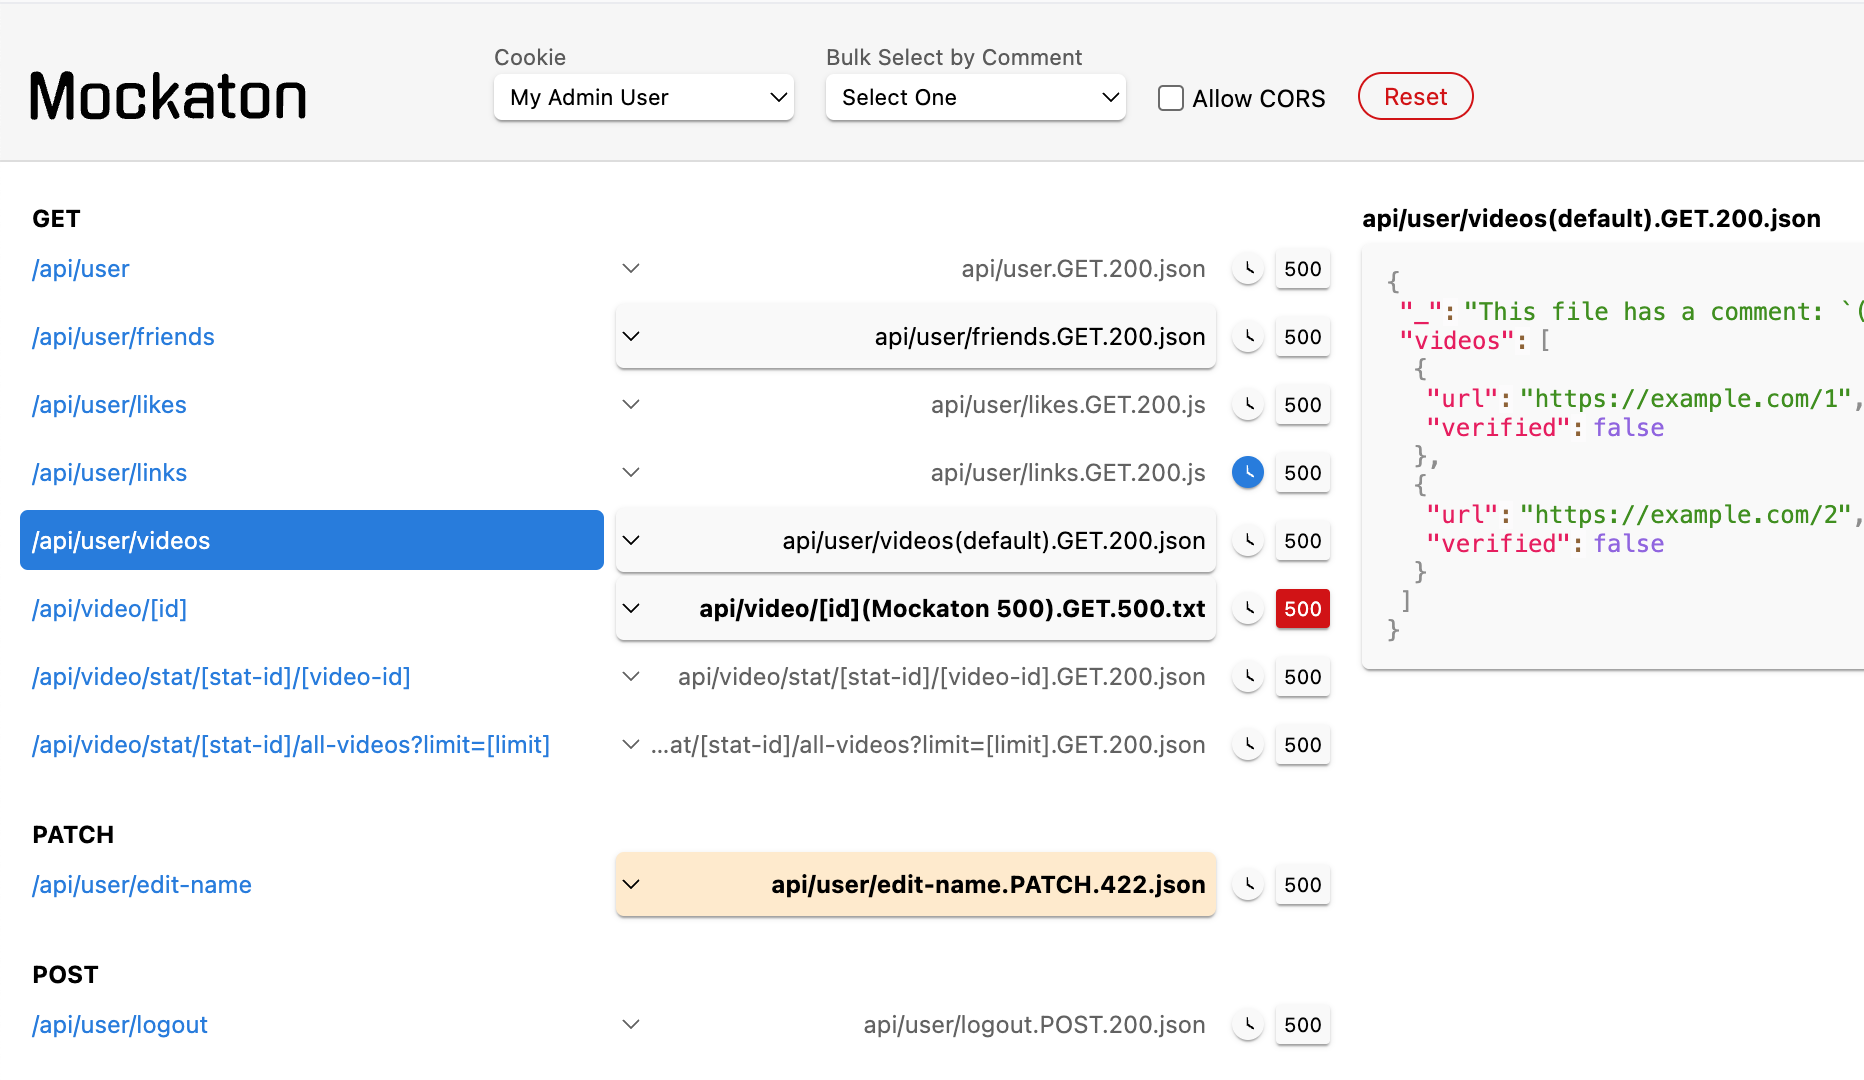 Mockaton
Cookie
My Admin User
Bulk Select by Comment
Select One
Allow CORS
Reset
GET
/api/user api/user.GET.200.json 500
/api/user/friends api/user/friends.GET.200.json 500
/api/user/likes api/user/likes.GET.200.js 500
/api/user/links api/user/links.GET.200.js 500
/api/user/videos api/user/videos(default).GET.200.json 500
/api/video/[id] api/video/[id](Mockaton 500).GET.500.txt 500
/api/video/stat/[stat-id]/[video-id] api/video/stat/[stat-id]/[video-id].GET.200.json 500
/api/video/stat/[stat-id]/all-videos?limit=[limit] ...at/[stat-id]/all-videos?limit=[limit].GET.200.json 500
PATCH
/api/user/edit-name api/user/edit-name.PATCH.422.json 500
POST
/api/user/logout api/user/logout.POST.200.json 500
api/user/videos(default).GET.200.json
{
"_": "This file has a comment: `(
"videos": [
{
"url": "https://example.com/1",
"verified": false
},
{
"url": "https://example.com/2",
"verified": false
}
]
}